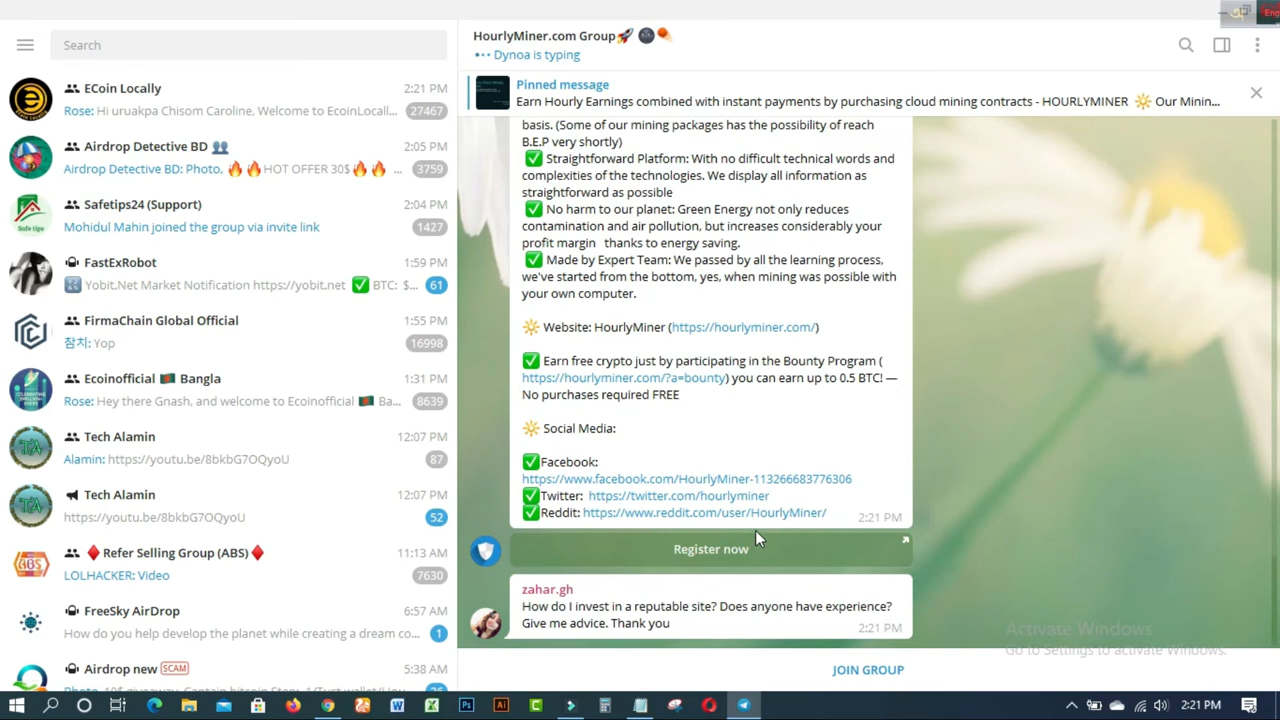 Eng
Search
ECoin Locally
2:21 PM
Rose: Hi uruakpa Chisom Caroline, Welcome to EcoinLocall...
27467
Airdrop Detective BD 👥
2:05 PM
Airdrop Detective BD: Photo, 🔥🔥HOT OFFER 30$🔥🔥 ...
3759
Safetips24 (Support)
2:04 PM
Safe tips
Mohidul Mahin joined the group via invite link
1427
FastExRobot
1:59 PM
Yobit.Net Market Notification https://yobit.net ✅ BTC: $...
61
FirmaChain Global Official
1:55 PM
참치: Yop
16998
Ecoinofficial 🇧🇩 Bangla
1:31 PM
Rose: Hey there Gnash, and welcome to Ecoinofficial 🇧🇩 Ba...
8639
Tech Alamin
12:07 PM
Alamin: https://youtu.be/8bkbG7OQyoU
87
Tech Alamin
12:07 PM
https://youtu.be/8bkbG7OQyoU
52
♦️Refer Selling Group (ABS)♦️
11:13 AM
LOLHACKER: Video
7630
FreeSky AirDrop
6:57 AM
How do you help develop the planet while creating a dream co...
1
Airdrop new SCAM
5:38 AM
HourlyMiner.com Group🚀 🌚 ☄️
••• Dynoa is typing
Pinned message
Earn Hourly Earnings combined with instant payments by purchasing cloud mining contracts - HOURLYMINER 🔆 Our Minin...
basis. (Some of our mining packages has the possibility of reach
B.E.P very shortly)
✅ Straightforward Platform: With no difficult technical words and
complexities of the technologies. We display all information as
straightforward as possible
✅ No harm to our planet: Green Energy not only reduces
contamination and air pollution, but increases considerably your
profit margin thanks to energy saving.
✅ Made by Expert Team: We passed by all the learning process,
we've started from the bottom, yes, when mining was possible with
your own computer.
🔆 Website: HourlyMiner (https://hourlyminer.com/)
✅ Earn free crypto just by participating in the Bounty Program (
https://hourlyminer.com/?a=bounty) you can earn up to 0.5 BTC! —
No purchases required FREE
🔆 Social Media:
✅Facebook:
https://www.facebook.com/HourlyMiner-113266683776306
✅Twitter: https://twitter.com/hourlyminer
✅Reddit: https://www.reddit.com/user/HourlyMiner/
2:21 PM
Register now
zahar.gh
How do I invest in a reputable site? Does anyone have experience?
Give me advice. Thank you
2:21 PM
Activate Windows
Go to Settings to activate Windows.
JOIN GROUP
2:21 PM